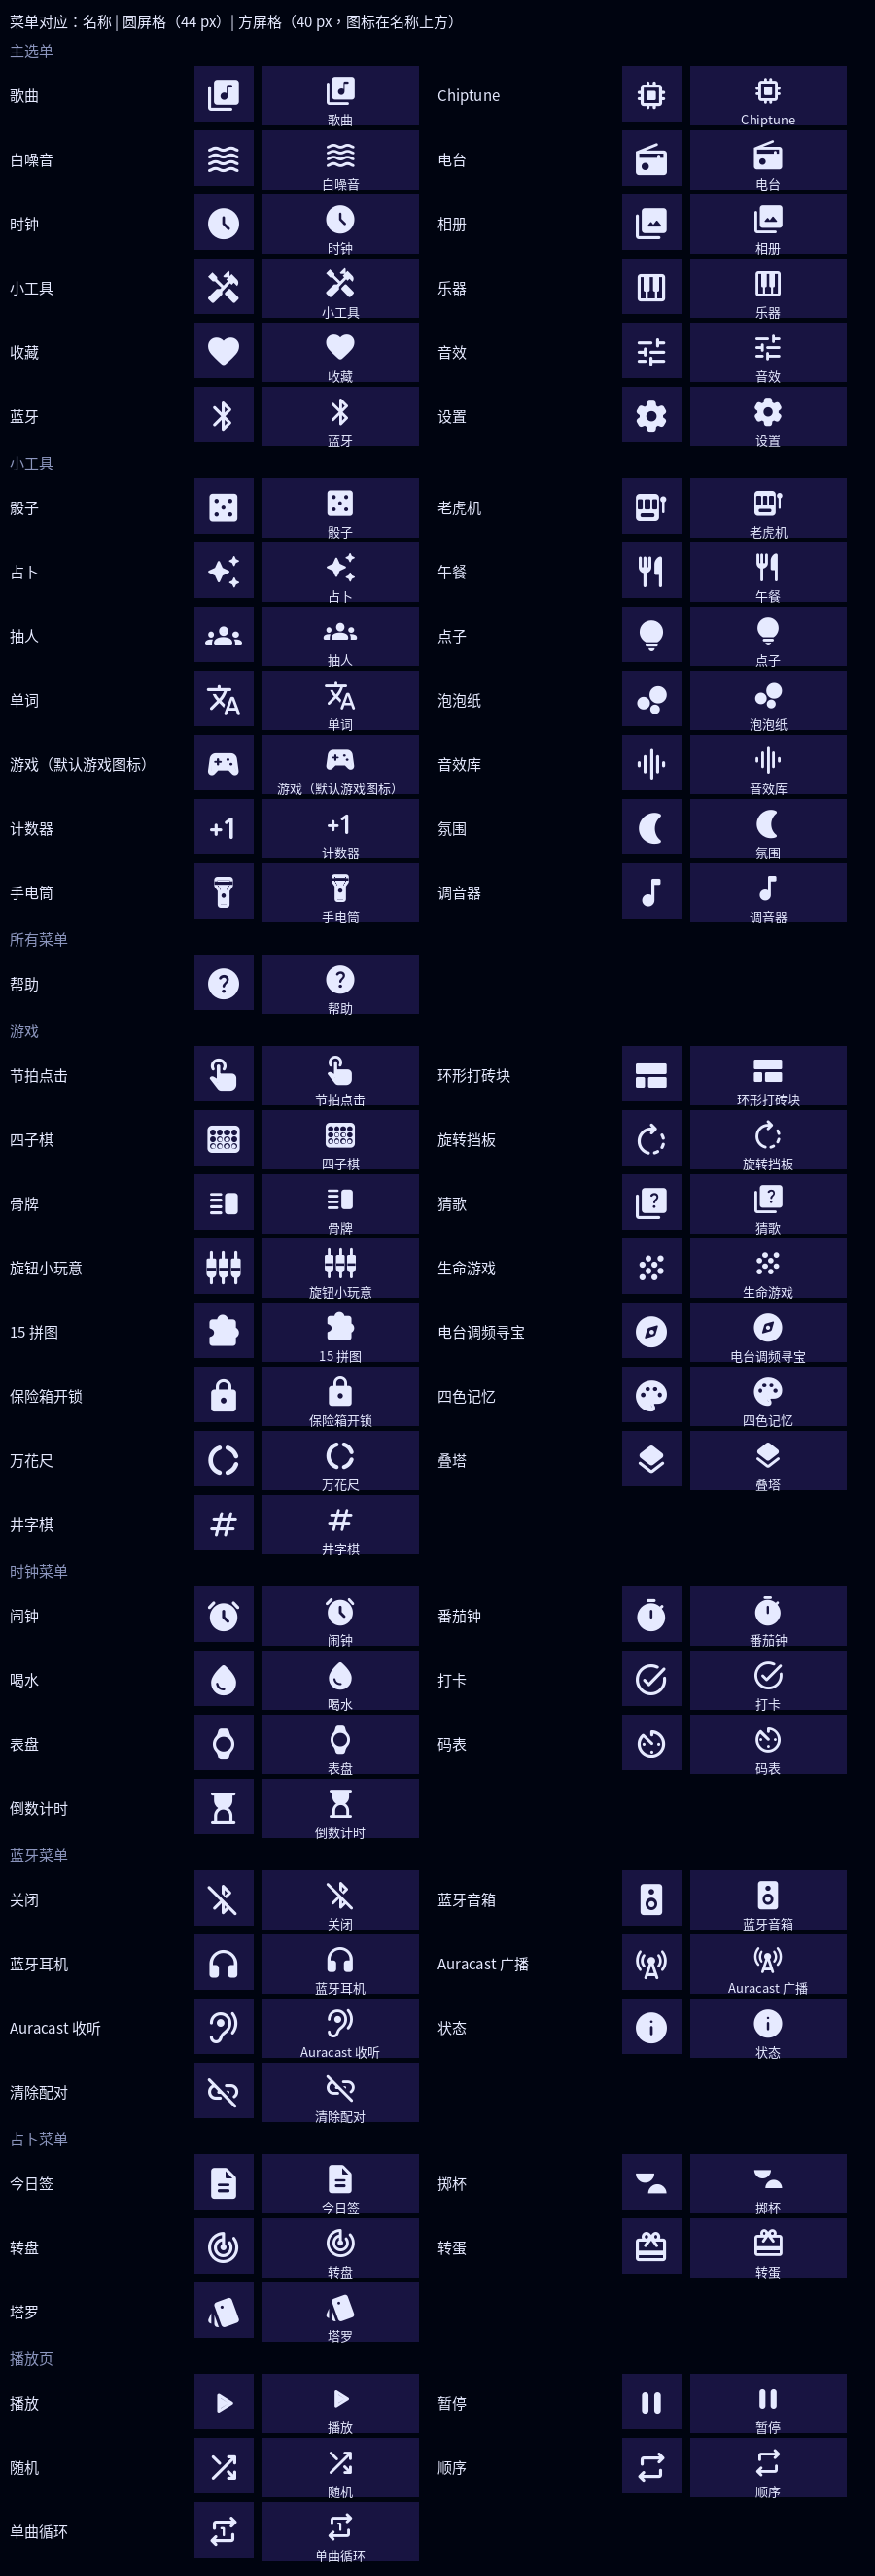 菜单对应：名称 | 圆屏格（44 px）| 方屏格（40 px，图标在名称上方）
主选单
歌曲 歌曲 Chiptune Chiptune
白噪音 白噪音 电台 电台
时钟 时钟 相册 相册
小工具 小工具 乐器 乐器
收藏 收藏 音效 音效
蓝牙 蓝牙 设置 设置
小工具
骰子 骰子 老虎机 老虎机
占卜 占卜 午餐 午餐
抽人 抽人 点子 点子
单词 单词 泡泡纸 泡泡纸
游戏（默认游戏图标） 游戏（默认游戏图标） 音效库 音效库
计数器 +1 +1 计数器 氛围 氛围
手电筒 手电筒 调音器 调音器
所有菜单
帮助 ? ? 帮助
游戏
节拍点击 节拍点击 环形打砖块 环形打砖块
四子棋 四子棋 旋转挡板 旋转挡板
骨牌 骨牌 猜歌 ? ? 猜歌
旋钮小玩意 旋钮小玩意 生命游戏 生命游戏
15 拼图 15 拼图 电台调频寻宝 电台调频寻宝
保险箱开锁 保险箱开锁 四色记忆 四色记忆
万花尺 万花尺 叠塔 叠塔
井字棋 井字棋
时钟菜单
闹钟 闹钟 番茄钟 番茄钟
喝水 喝水 打卡 打卡
表盘 表盘 码表 码表
倒数计时 倒数计时
蓝牙菜单
关闭 关闭 蓝牙音箱 蓝牙音箱
蓝牙耳机 蓝牙耳机 Auracast 广播 Auracast 广播
Auracast 收听 Auracast 收听 状态 状态
清除配对 清除配对
占卜菜单
今日签 今日签 掷杯 掷杯
转盘 转盘 转蛋 转蛋
塔罗 塔罗
播放页
播放 播放 暂停 暂停
随机 随机 顺序 顺序
单曲循环 1 1 单曲循环